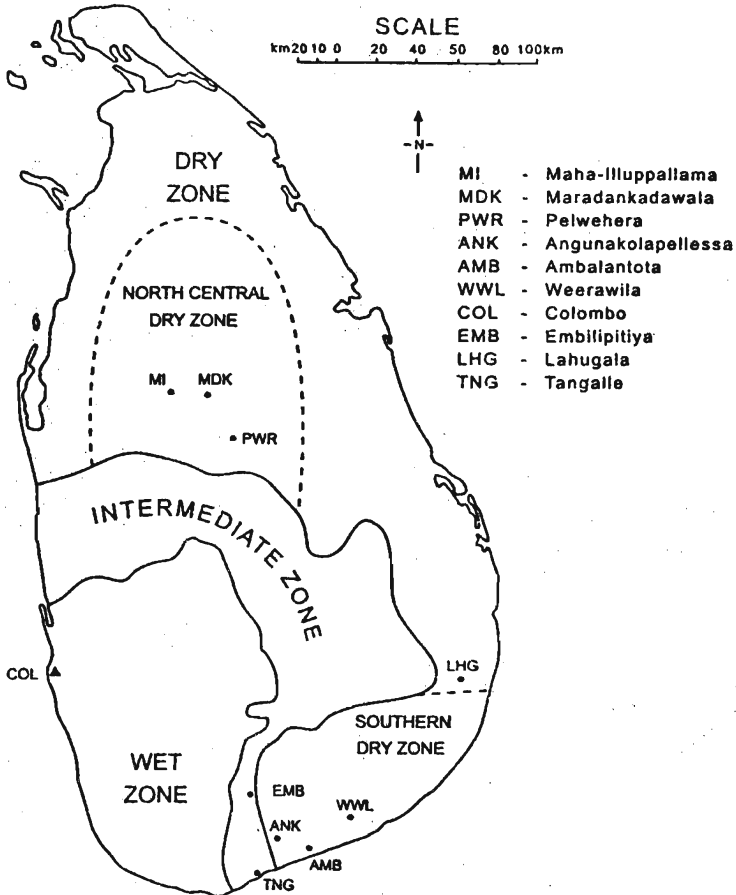 SCALE
km20 10 0 20 40 60 80 100km
-N-
DRY
ZONE
MI - Maha-Illuppallama
MDK - Maradankadawala
PWR - Pelwehera
ANK - Angunakolapellessa
AMB - Ambalantota
WWL - Weerawila
COL - Colombo
EMB - Embilipitiya
LHG - Lahugala
TNG - Tangalle
NORTH CENTRAL
DRY ZONE
MI MDK
PWR
INTERMEDIATE ZONE
COL
LHG
SOUTHERN
DRY ZONE
WET
ZONE
EMB
WWL
ANK
AMB
TNG